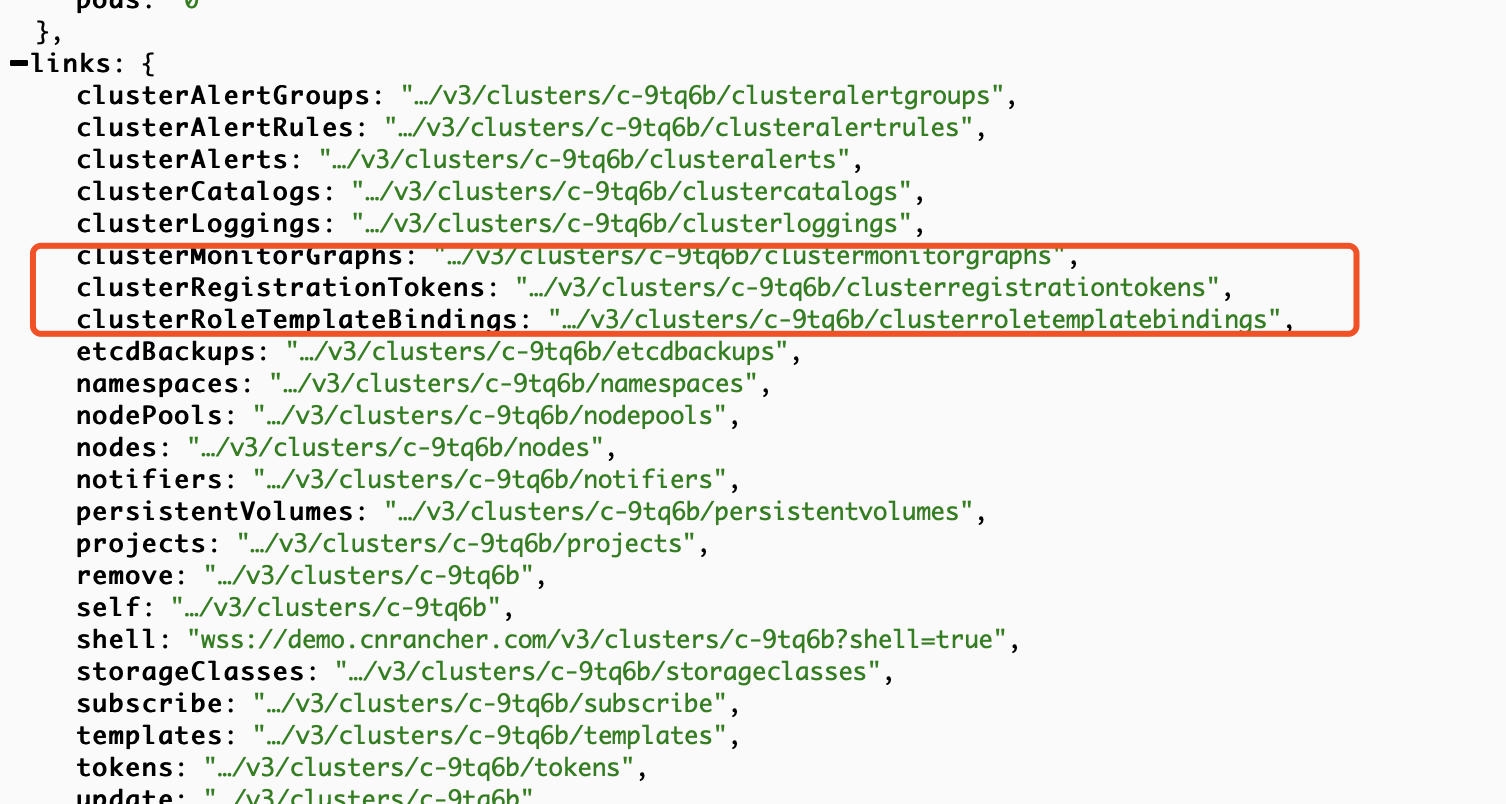 pods: "0"
},
links: {
clusterAlertGroups: "…/v3/clusters/c-9tq6b/clusteralertgroups",
clusterAlertRules: "…/v3/clusters/c-9tq6b/clusteralertrules",
clusterAlerts: "…/v3/clusters/c-9tq6b/clusteralerts",
clusterCatalogs: "…/v3/clusters/c-9tq6b/clustercatalogs",
clusterLoggings: "…/v3/clusters/c-9tq6b/clusterloggings",
clusterMonitorGraphs: "…/v3/clusters/c-9tq6b/clustermonitorgraphs",
clusterRegistrationTokens: "…/v3/clusters/c-9tq6b/clusterregistrationtokens",
clusterRoleTemplateBindings: "…/v3/clusters/c-9tq6b/clusterroletemplatebindings",
etcdBackups: "…/v3/clusters/c-9tq6b/etcdbackups",
namespaces: "…/v3/clusters/c-9tq6b/namespaces",
nodePools: "…/v3/clusters/c-9tq6b/nodepools",
nodes: "…/v3/clusters/c-9tq6b/nodes",
notifiers: "…/v3/clusters/c-9tq6b/notifiers",
persistentVolumes: "…/v3/clusters/c-9tq6b/persistentvolumes",
projects: "…/v3/clusters/c-9tq6b/projects",
remove: "…/v3/clusters/c-9tq6b",
self: "…/v3/clusters/c-9tq6b",
shell: "wss://demo.cnrancher.com/v3/clusters/c-9tq6b?shell=true",
storageClasses: "…/v3/clusters/c-9tq6b/storageclasses",
subscribe: "…/v3/clusters/c-9tq6b/subscribe",
templates: "…/v3/clusters/c-9tq6b/templates",
tokens: "…/v3/clusters/c-9tq6b/tokens",
update: "…/v3/clusters/c-9tq6b"